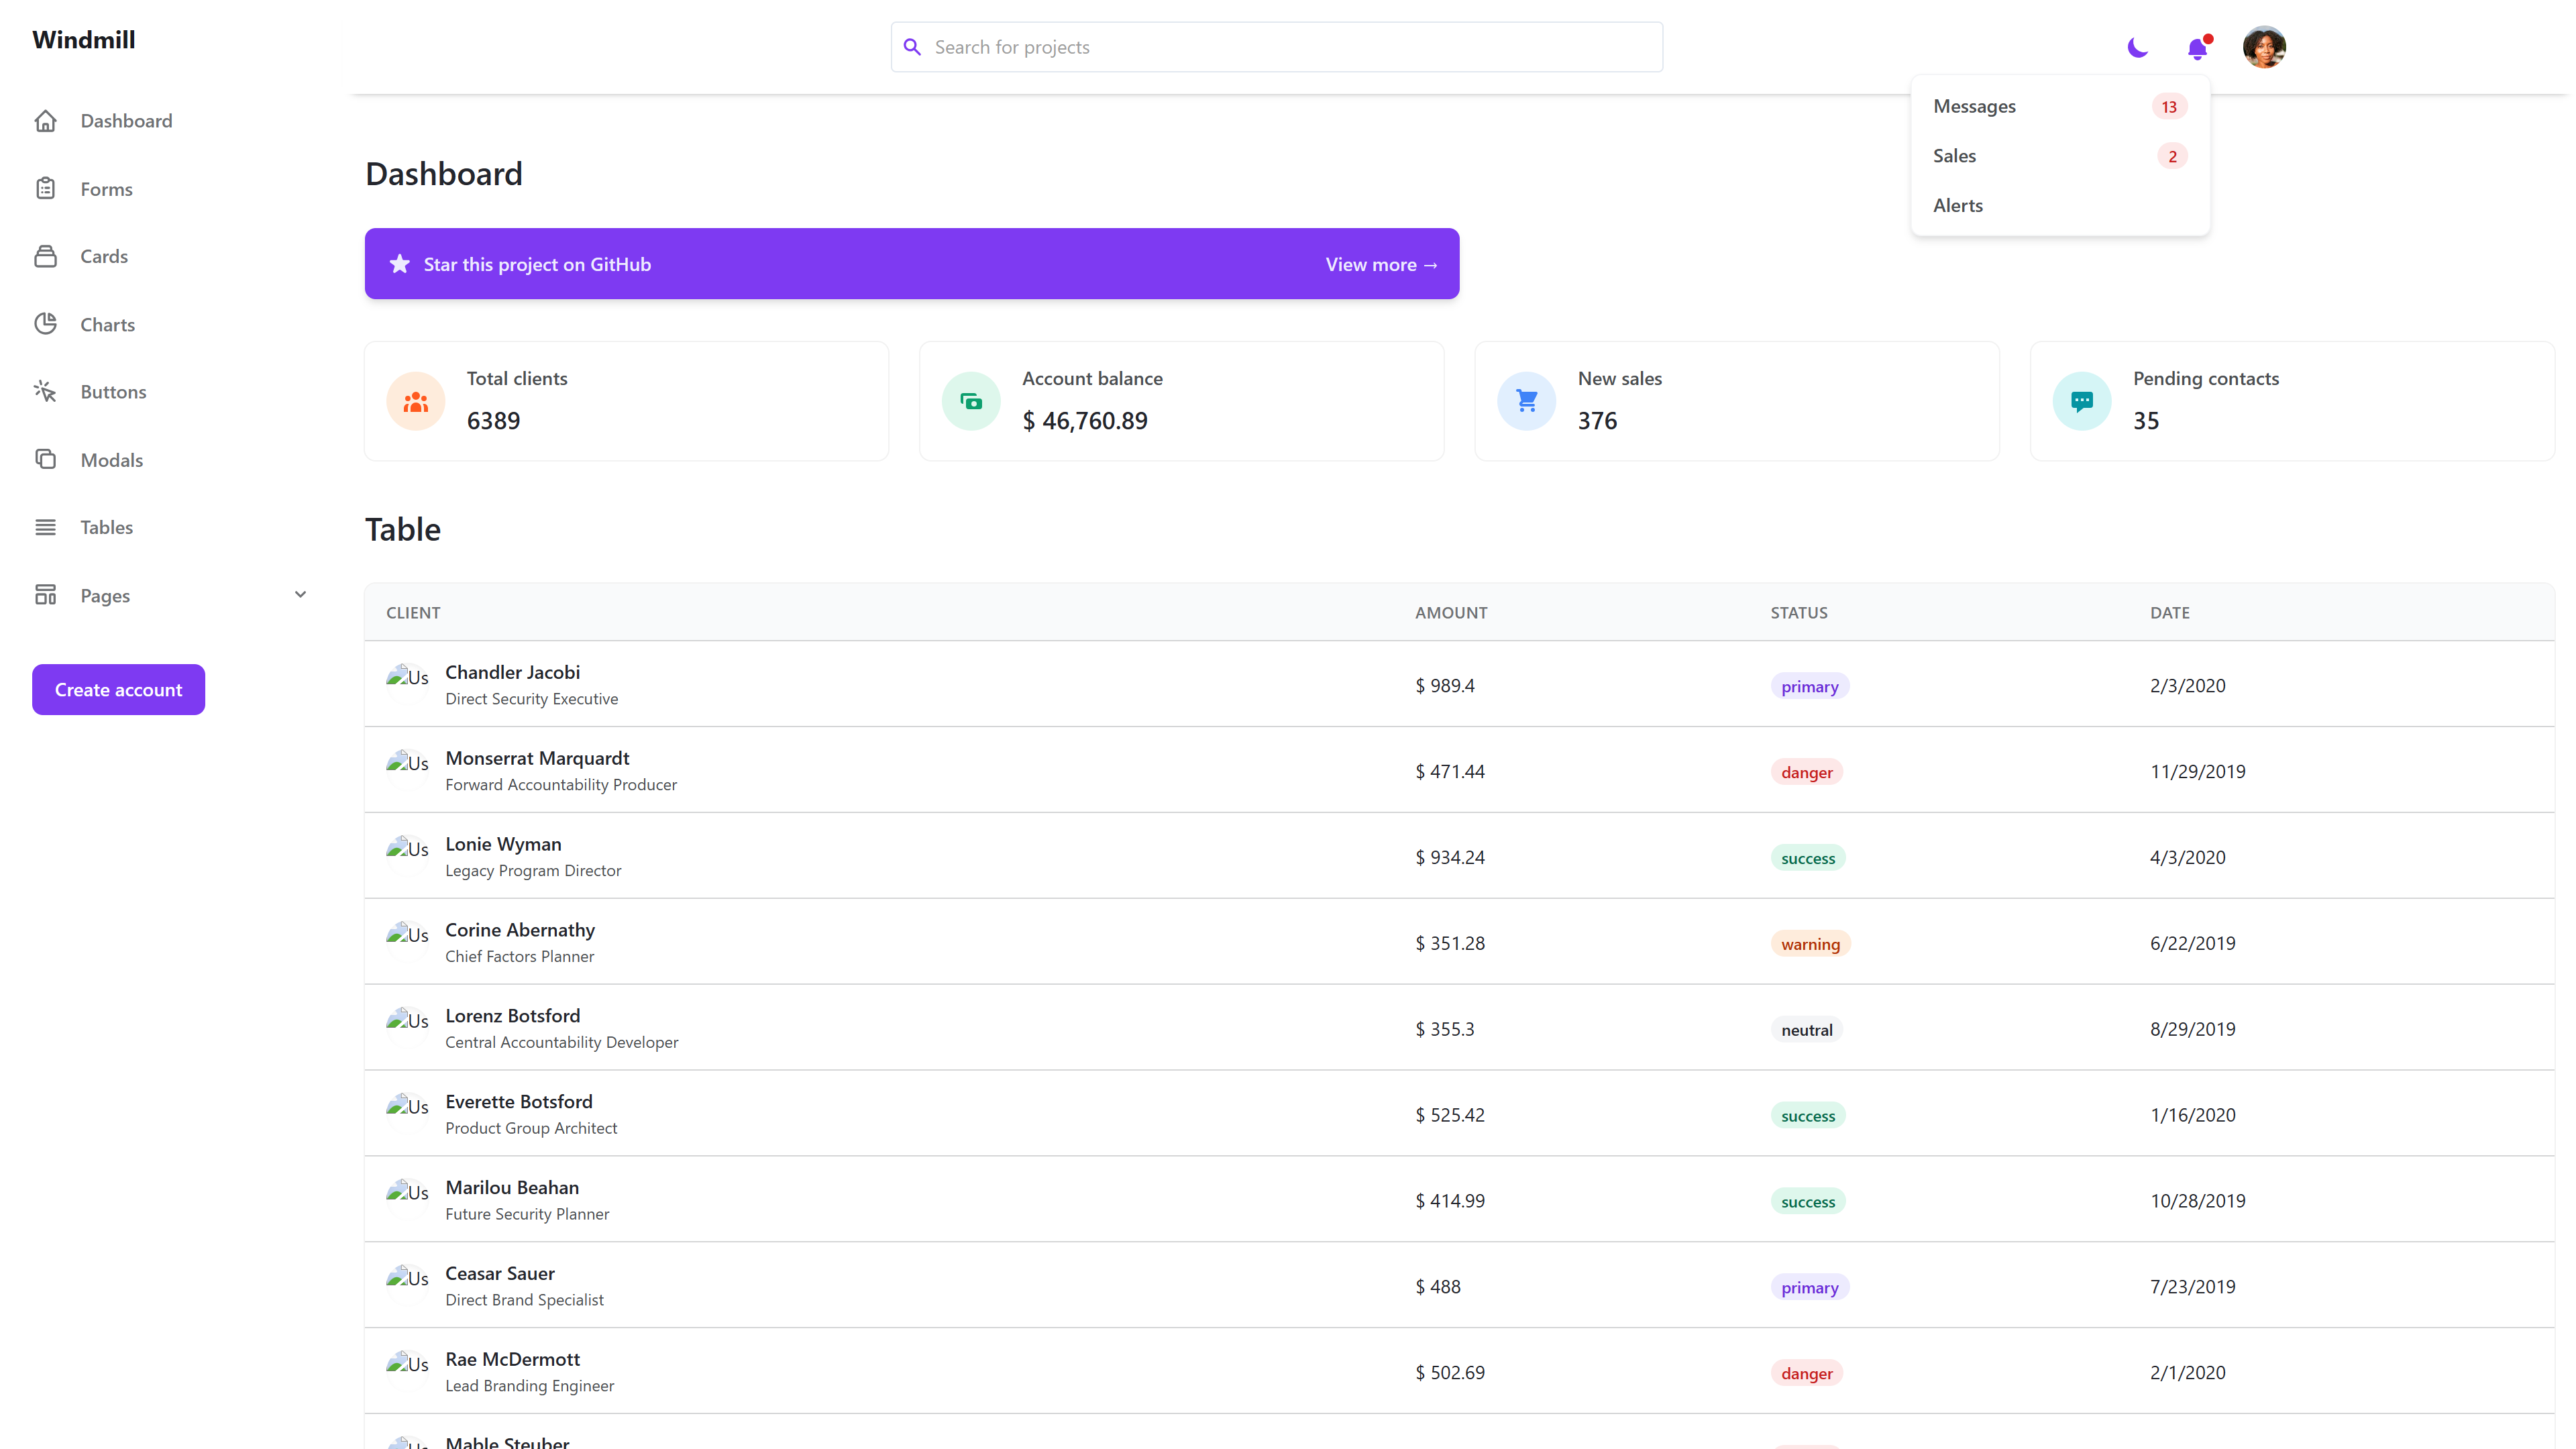 Windmill
Search for projects
Messages 13
Sales 2
Alerts
Dashboard
Forms
Cards
Charts
Buttons
Modals
Tables
Pages
Create account
Dashboard
Star this project on GitHub View more →
Total clients
6389
Account balance
$ 46,760.89
New sales
376
Pending contacts
35
Table
CLIENT AMOUNT STATUS DATE
Us Chandler Jacobi $ 989.4 primary 2/3/2020
Direct Security Executive
Us Monserrat Marquardt $ 471.44 danger 11/29/2019
Forward Accountability Producer
Us Lonie Wyman $ 934.24 success 4/3/2020
Legacy Program Director
Us Corine Abernathy $ 351.28 warning 6/22/2019
Chief Factors Planner
Us Lorenz Botsford $ 355.3 neutral 8/29/2019
Central Accountability Developer
Us Everette Botsford $ 525.42 success 1/16/2020
Product Group Architect
Us Marilou Beahan $ 414.99 success 10/28/2019
Future Security Planner
Us Ceasar Sauer $ 488 primary 7/23/2019
Direct Brand Specialist
Us Rae McDermott $ 502.69 danger 2/1/2020
Lead Branding Engineer
Mable Steuber